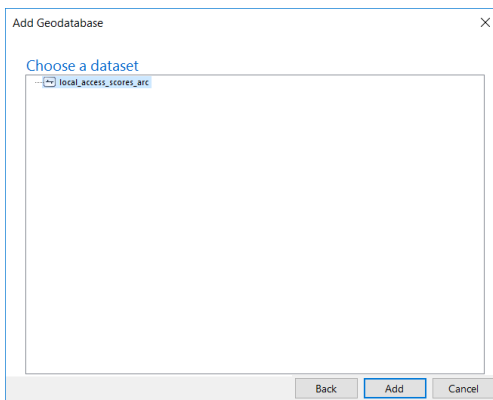 Add Geodatabase
Choose a dataset
local_access_scores_arc
Back Add Cancel